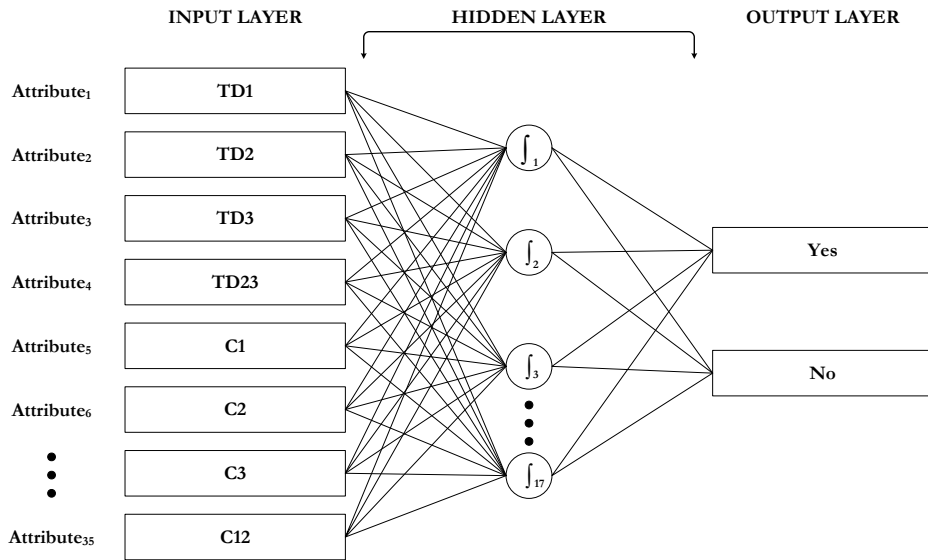 INPUT LAYER HIDDEN LAYER OUTPUT LAYER
Attribute₁ TD1
∫₁
Attribute₂ TD2
Attribute₃ TD3
∫₂ Yes
Attribute₄ TD23
Attribute₅ C1
∫₃ No
Attribute₆ C2
C3
∫₁₇
Attribute₃₅ C12